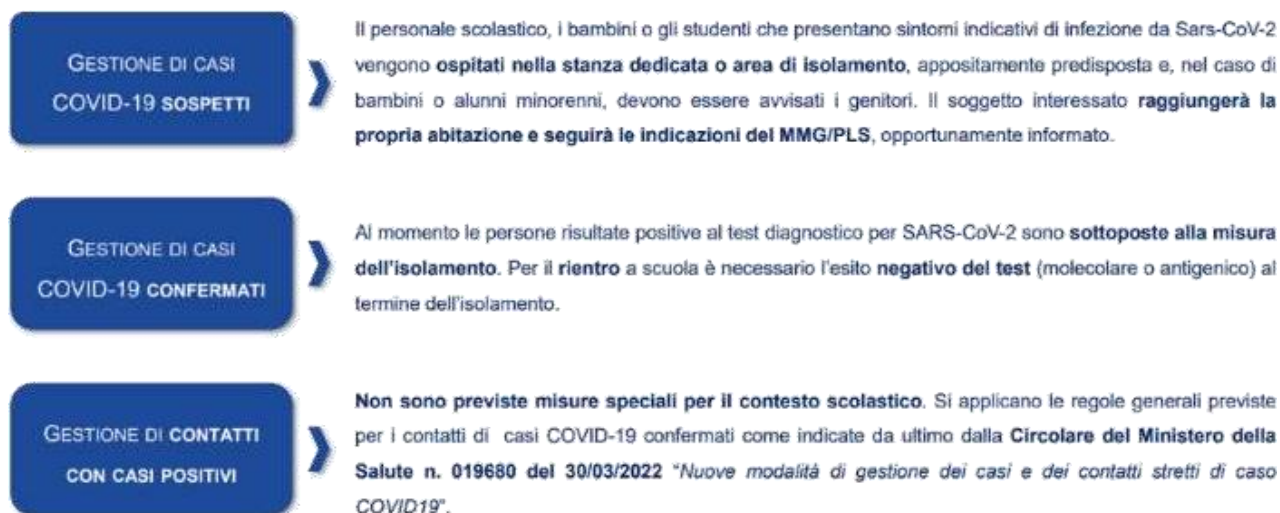 GESTIONE DI CASI
COVID-19 SOSPETTI
Il personale scolastico, i bambini o gli studenti che presentano sintomi indicativi di infezione da Sars-CoV-2
vengono ospitati nella stanza dedicata o area di isolamento, appositamente predisposta e, nel caso di
bambini o alunni minorenni, devono essere avvisati i genitori. Il soggetto interessato raggiungerà la
propria abitazione e seguirà le indicazioni del MMG/PLS, opportunamente informato.
GESTIONE DI CASI
COVID-19 CONFERMATI
Al momento le persone risultate positive al test diagnostico per SARS-CoV-2 sono sottoposte alla misura
dell'isolamento. Per il rientro a scuola è necessario l'esito negativo del test (molecolare o antigenico) al
termine dell'isolamento.
GESTIONE DI CONTATTI
CON CASI POSITIVI
Non sono previste misure speciali per il contesto scolastico. Si applicano le regole generali previste
per i contatti di casi COVID-19 confermati come indicate da ultimo dalla Circolare del Ministero della
Salute n. 019680 del 30/03/2022 "Nuove modalità di gestione dei casi e dei contatti stretti di caso
COVID19".